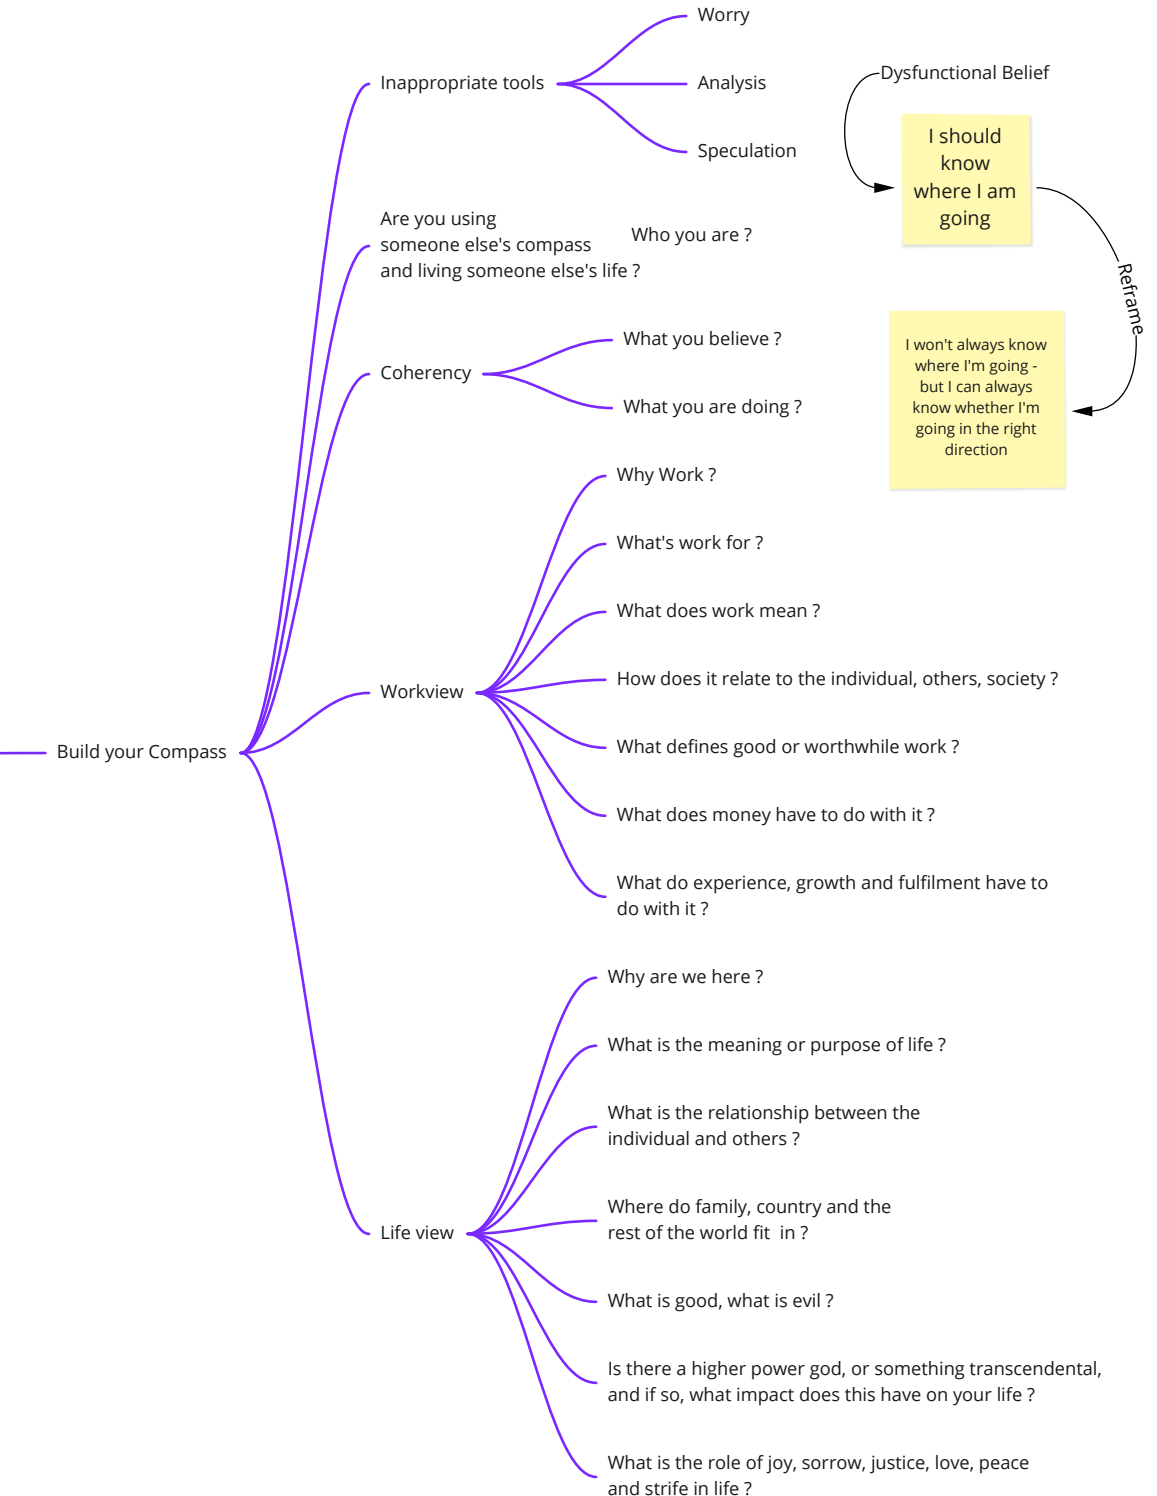 Worry
Inappropriate tools
Analysis
Speculation
Dysfunctional Belief
I should
know
where I am
going
Reframe
I won't always know
where I'm going -
but I can always
know whether I'm
going in the right
direction
Are you using
someone else's compass
and living someone else's life ?
Who you are ?
Coherency
What you believe ?
What you are doing ?
Build your Compass
Workview
Why Work ?
What's work for ?
What does work mean ?
How does it relate to the individual, others, society ?
What defines good or worthwhile work ?
What does money have to do with it ?
What do experience, growth and fulfilment have to
do with it ?
Life view
Why are we here ?
What is the meaning or purpose of life ?
What is the relationship between the
individual and others ?
Where do family, country and the
rest of the world fit  in ?
What is good, what is evil ?
Is there a higher power god, or something transcendental,
and if so, what impact does this have on your life ?
What is the role of joy, sorrow, justice, love, peace
and strife in life ?